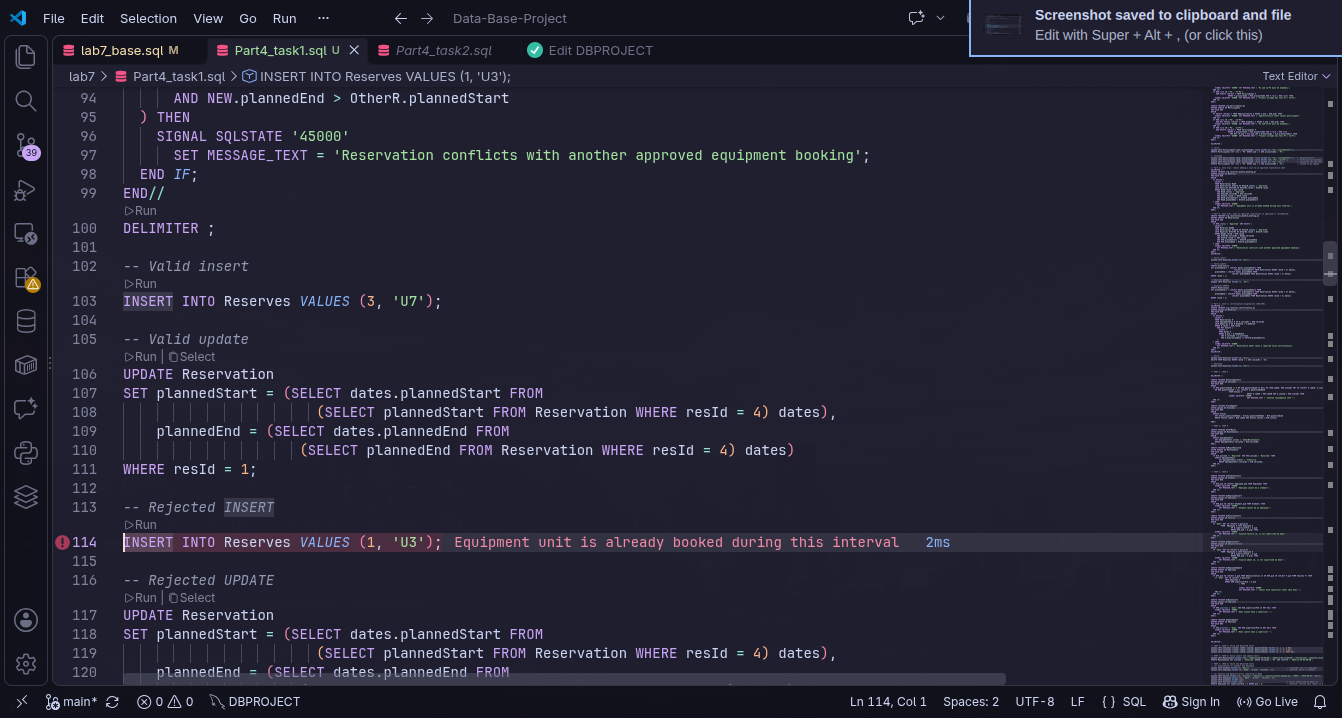 File Edit Selection View Go Run ··· Data-Base-Project
Screenshot saved to clipboard and file
Edit with Super + Alt + , (or click this)
lab7_base.sql M Part4_task1.sql U Part4_task2.sql Edit DBPROJECT
lab7 > Part4_task1.sql > INSERT INTO Reserves VALUES (1, 'U3'); Text Editor
94 AND NEW.plannedEnd > OtherR.plannedStart
95 ) THEN
96 SIGNAL SQLSTATE '45000'
97 SET MESSAGE_TEXT = 'Reservation conflicts with another approved equipment booking';
98 END IF;
99 END//
Run
100 DELIMITER ;
101
102 -- Valid insert
Run
103 INSERT INTO Reserves VALUES (3, 'U7');
104
105 -- Valid update
Run | Select
106 UPDATE Reservation
107 SET plannedStart = (SELECT dates.plannedStart FROM
108 (SELECT plannedStart FROM Reservation WHERE resId = 4) dates),
109 plannedEnd = (SELECT dates.plannedEnd FROM
110 (SELECT plannedEnd FROM Reservation WHERE resId = 4) dates)
111 WHERE resId = 1;
112
113 -- Rejected INSERT
Run
114 INSERT INTO Reserves VALUES (1, 'U3'); Equipment unit is already booked during this interval 2ms
115
116 -- Rejected UPDATE
Run | Select
117 UPDATE Reservation
118 SET plannedStart = (SELECT dates.plannedStart FROM
119 (SELECT plannedStart FROM Reservation WHERE resId = 4) dates),
120 plannedEnd = (SELECT dates.plannedEnd FROM
39
main* 0 0 DBPROJECT Ln 114, Col 1 Spaces: 2 UTF-8 LF { } SQL Sign In Go Live